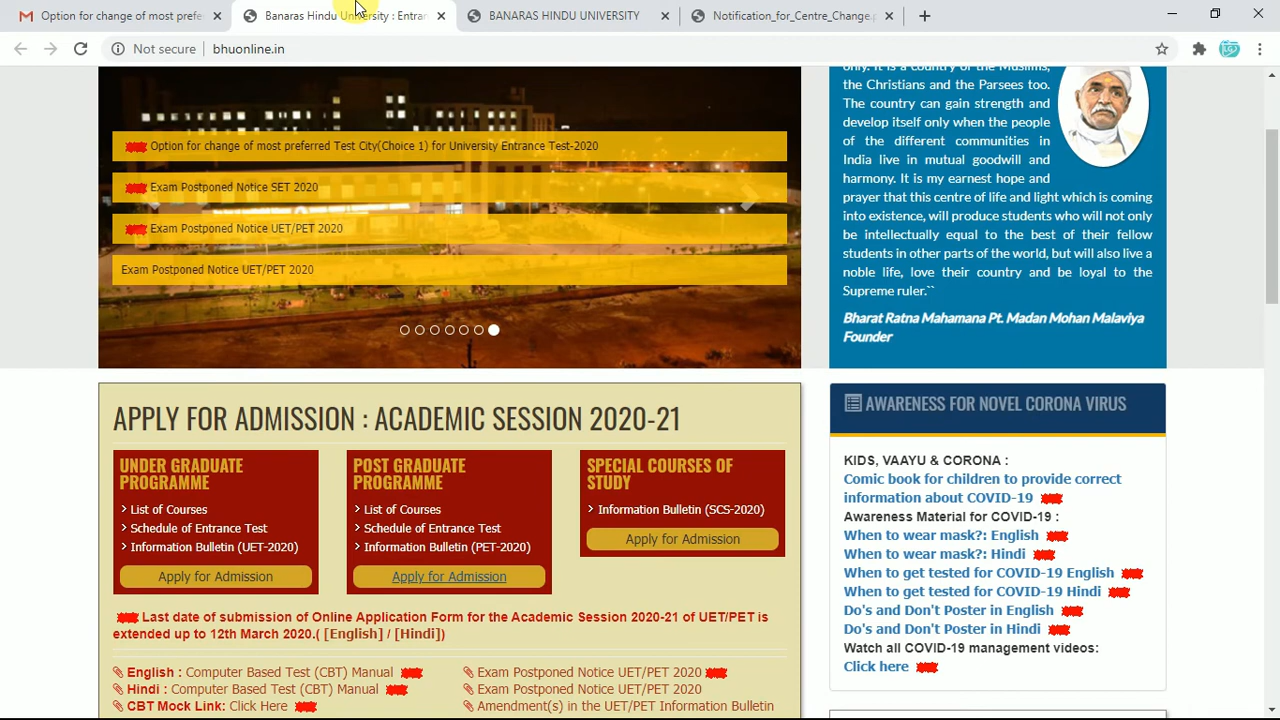 Option for change of most prefe
Banaras Hindu University : Entran
BANARAS HINDU UNIVERSITY
Notification_for_Centre_Change.p
Not secure
bhuonline.in
Option for change of most preferred Test City(Choice 1) for University Entrance Test-2020
Exam Postponed Notice SET 2020
Exam Postponed Notice UET/PET 2020
Exam Postponed Notice UET/PET 2020
only. It is a country of the Muslims,
the Christians and the Parsees too.
The country can gain strength and
develop itself only when the people
of the different communities in
India live in mutual goodwill and
harmony. It is my earnest hope and
prayer that this centre of life and light which is coming
into existence, will produce students who will not only
be intellectually equal to the best of their fellow
students in other parts of the world, but will also live a
noble life, love their country and be loyal to the
Supreme ruler.``
Bharat Ratna Mahamana Pt. Madan Mohan Malaviya
Founder
APPLY FOR ADMISSION : ACADEMIC SESSION 2020-21
UNDER GRADUATE
PROGRAMME
List of Courses
Schedule of Entrance Test
Information Bulletin (UET-2020)
Apply for Admission
POST GRADUATE
PROGRAMME
List of Courses
Schedule of Entrance Test
Information Bulletin (PET-2020)
Apply for Admission
SPECIAL COURSES OF
STUDY
Information Bulletin (SCS-2020)
Apply for Admission
Last date of submission of Online Application Form for the Academic Session 2020-21 of UET/PET is
extended up to 12th March 2020.( [English] / [Hindi])
English : Computer Based Test (CBT) Manual
Hindi : Computer Based Test (CBT) Manual
CBT Mock Link: Click Here
Exam Postponed Notice UET/PET 2020
Exam Postponed Notice UET/PET 2020
Amendment(s) in the UET/PET Information Bulletin
AWARENESS FOR NOVEL CORONA VIRUS
KIDS, VAAYU & CORONA :
Comic book for children to provide correct
information about COVID-19
Awareness Material for COVID-19 :
When to wear mask?: English
When to wear mask?: Hindi
When to get tested for COVID-19 English
When to get tested for COVID-19 Hindi
Do's and Don't Poster in English
Do's and Don't Poster in Hindi
Watch all COVID-19 management videos:
Click here